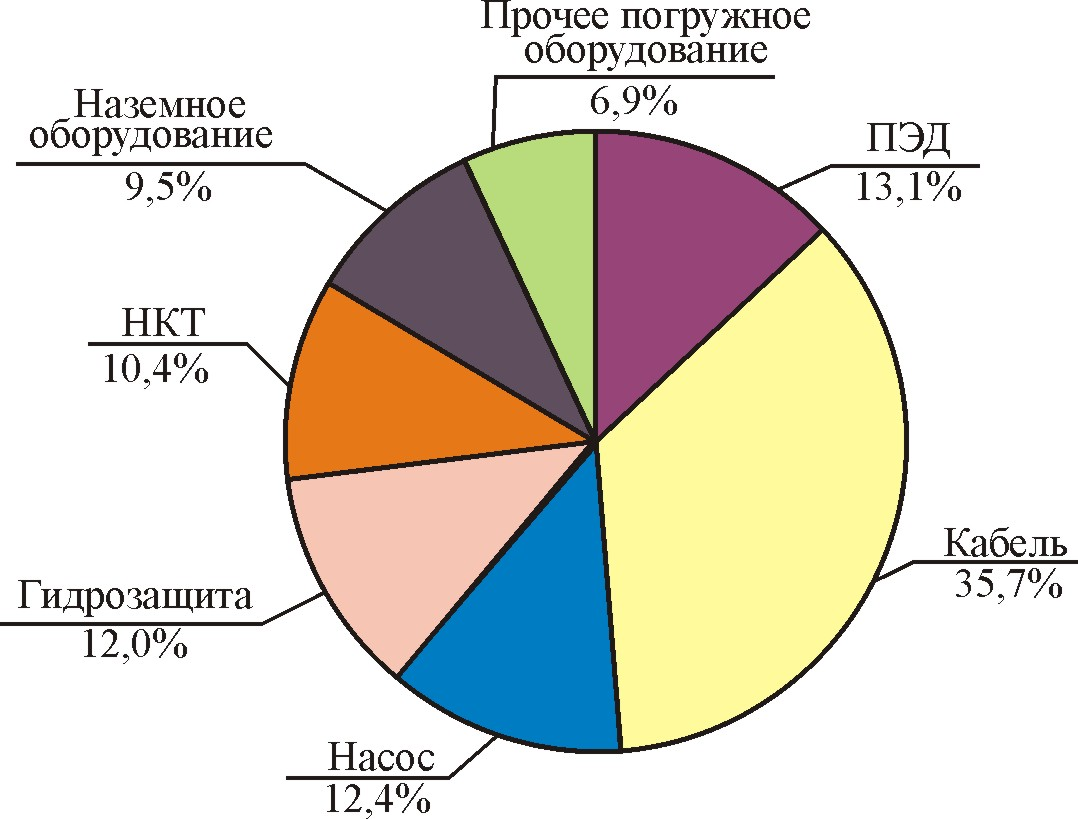 Прочее погружное
оборудование
6,9%
Наземное
оборудование
9,5%
ПЭД
13,1%
НКТ
10,4%
Кабель
35,7%
Гидрозащита
12,0%
Насос
12,4%